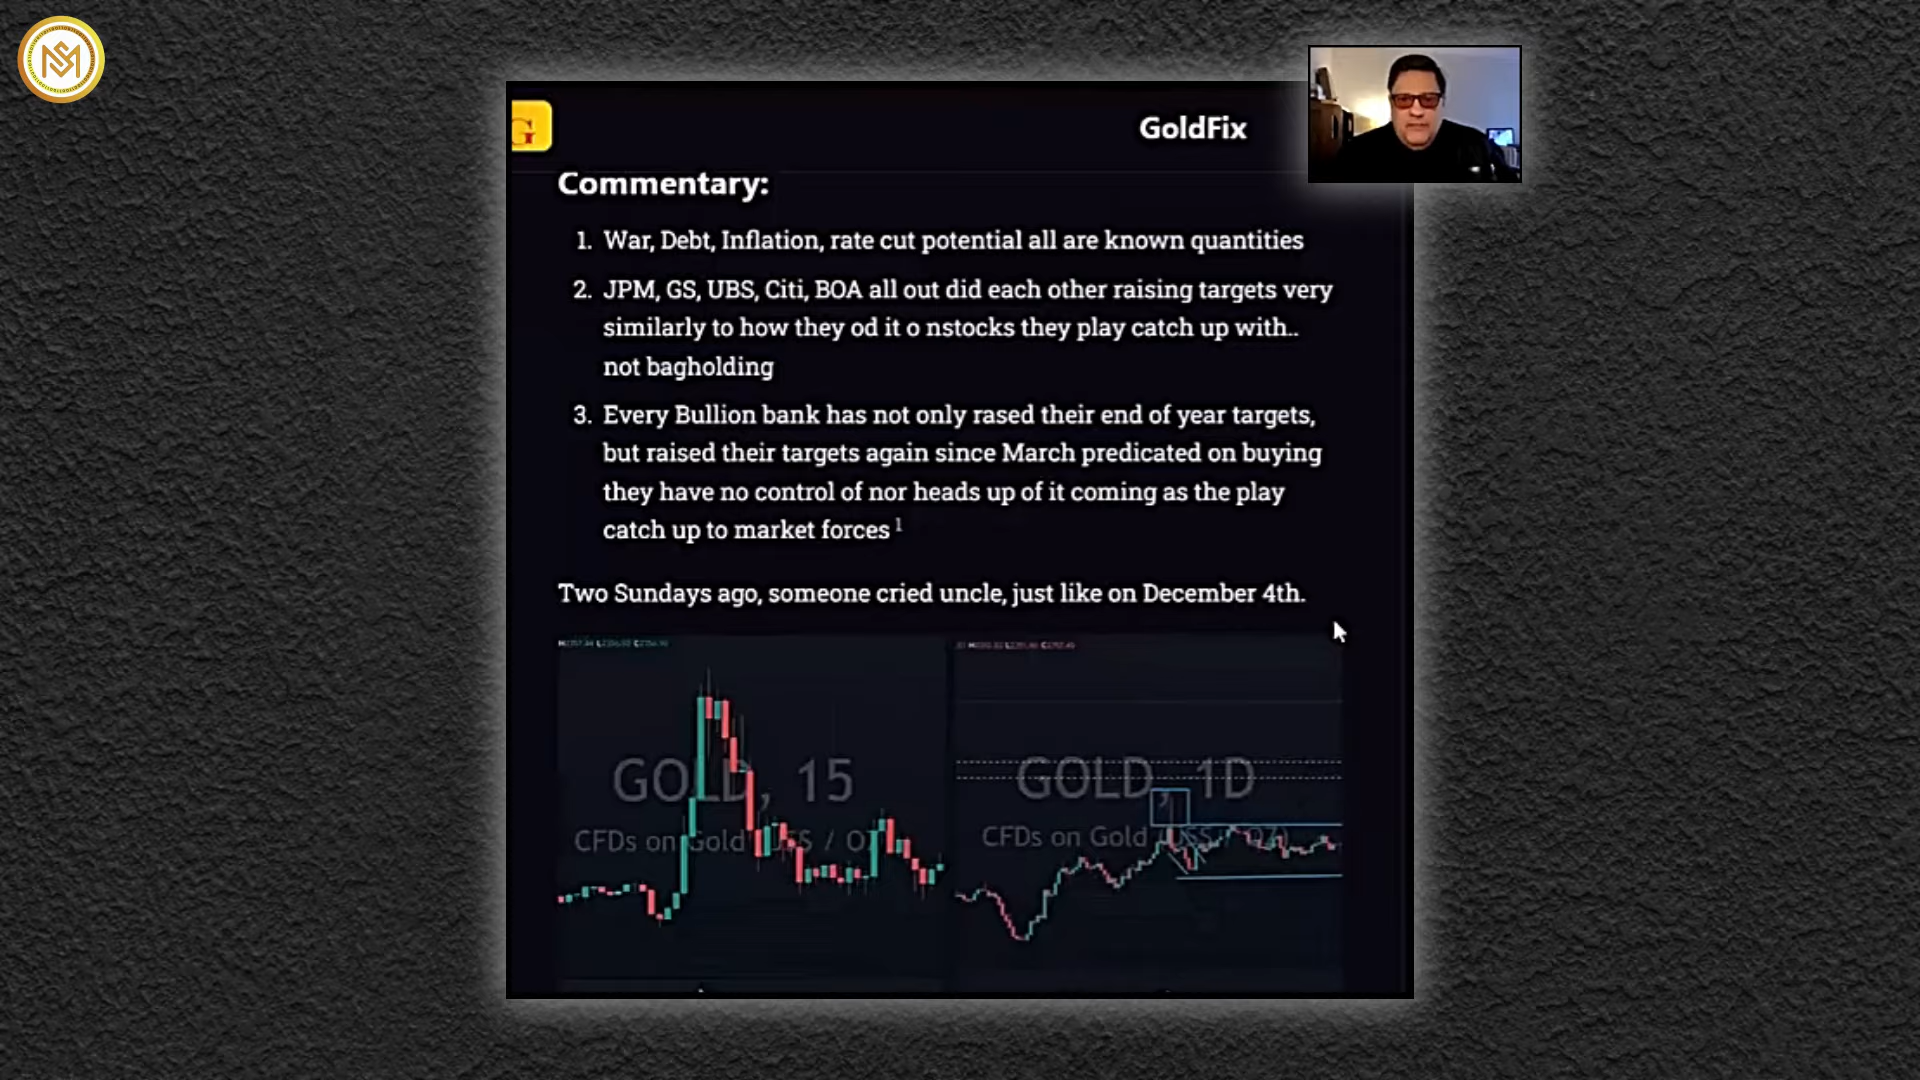 GoldFix
Commentary:
1. War, Debt, Inflation, rate cut potential all are known quantities
2. JPM, GS, UBS, Citi, BOA all out did each other raising targets very
similarly to how they od it o nstocks they play catch up with..
not bagholding
3. Every Bullion bank has not only rased their end of year targets,
but raised their targets again since March predicated on buying
they have no control of nor heads up of it coming as the play
catch up to market forces 1
Two Sundays ago, someone cried uncle, just like on December 4th.
GOLD, 15
CFDs on Gold
GOLD, 1D
CFDs on Gold